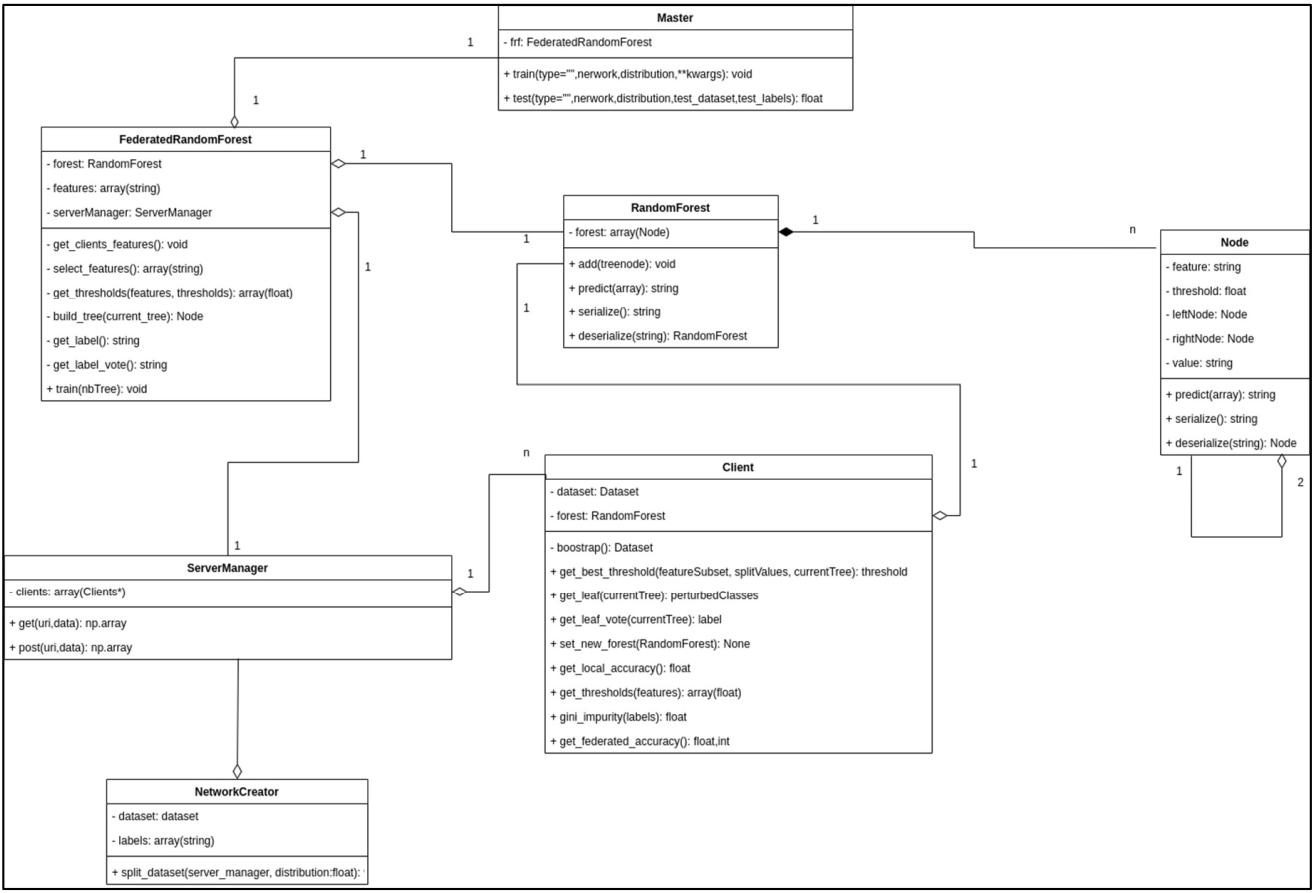 Master
- frf: FederatedRandomForest
+ train(type="",nerwork,distribution,**kwargs): void
+ test(type="",nerwork,distribution,test_dataset,test_labels): float
1
1
FederatedRandomForest
- forest: RandomForest
- features: array(string)
- serverManager: ServerManager
- get_clients_features(): void
- select_features(): array(string)
- get_thresholds(features, thresholds): array(float)
- build_tree(current_tree): Node
- get_label(): string
- get_label_vote(): string
+ train(nbTree): void
1
1
1
RandomForest
- forest: array(Node)
+ add(treenode): void
+ predict(array): string
+ serialize(): string
+ deserialize(string): RandomForest
1
1
n
Node
- feature: string
- threshold: float
- leftNode: Node
- rightNode: Node
- value: string
+ predict(array): string
+ serialize(): string
+ deserialize(string): Node
1
2
n
1
Client
- dataset: Dataset
- forest: RandomForest
- boostrap(): Dataset
+ get_best_threshold(featureSubset, splitValues, currentTree): threshold
+ get_leaf(currentTree): perturbedClasses
+ get_leaf_vote(currentTree): label
+ set_new_forest(RandomForest): None
+ get_local_accuracy(): float
+ get_thresholds(features): array(float)
+ gini_impurity(labels): float
+ get_federated_accuracy(): float,int
1
1
ServerManager
- clients: array(Clients*)
+ get(uri,data): np.array
+ post(uri,data): np.array
NetworkCreator
- dataset: dataset
- labels: array(string)
+ split_dataset(server_manager, distribution:float):